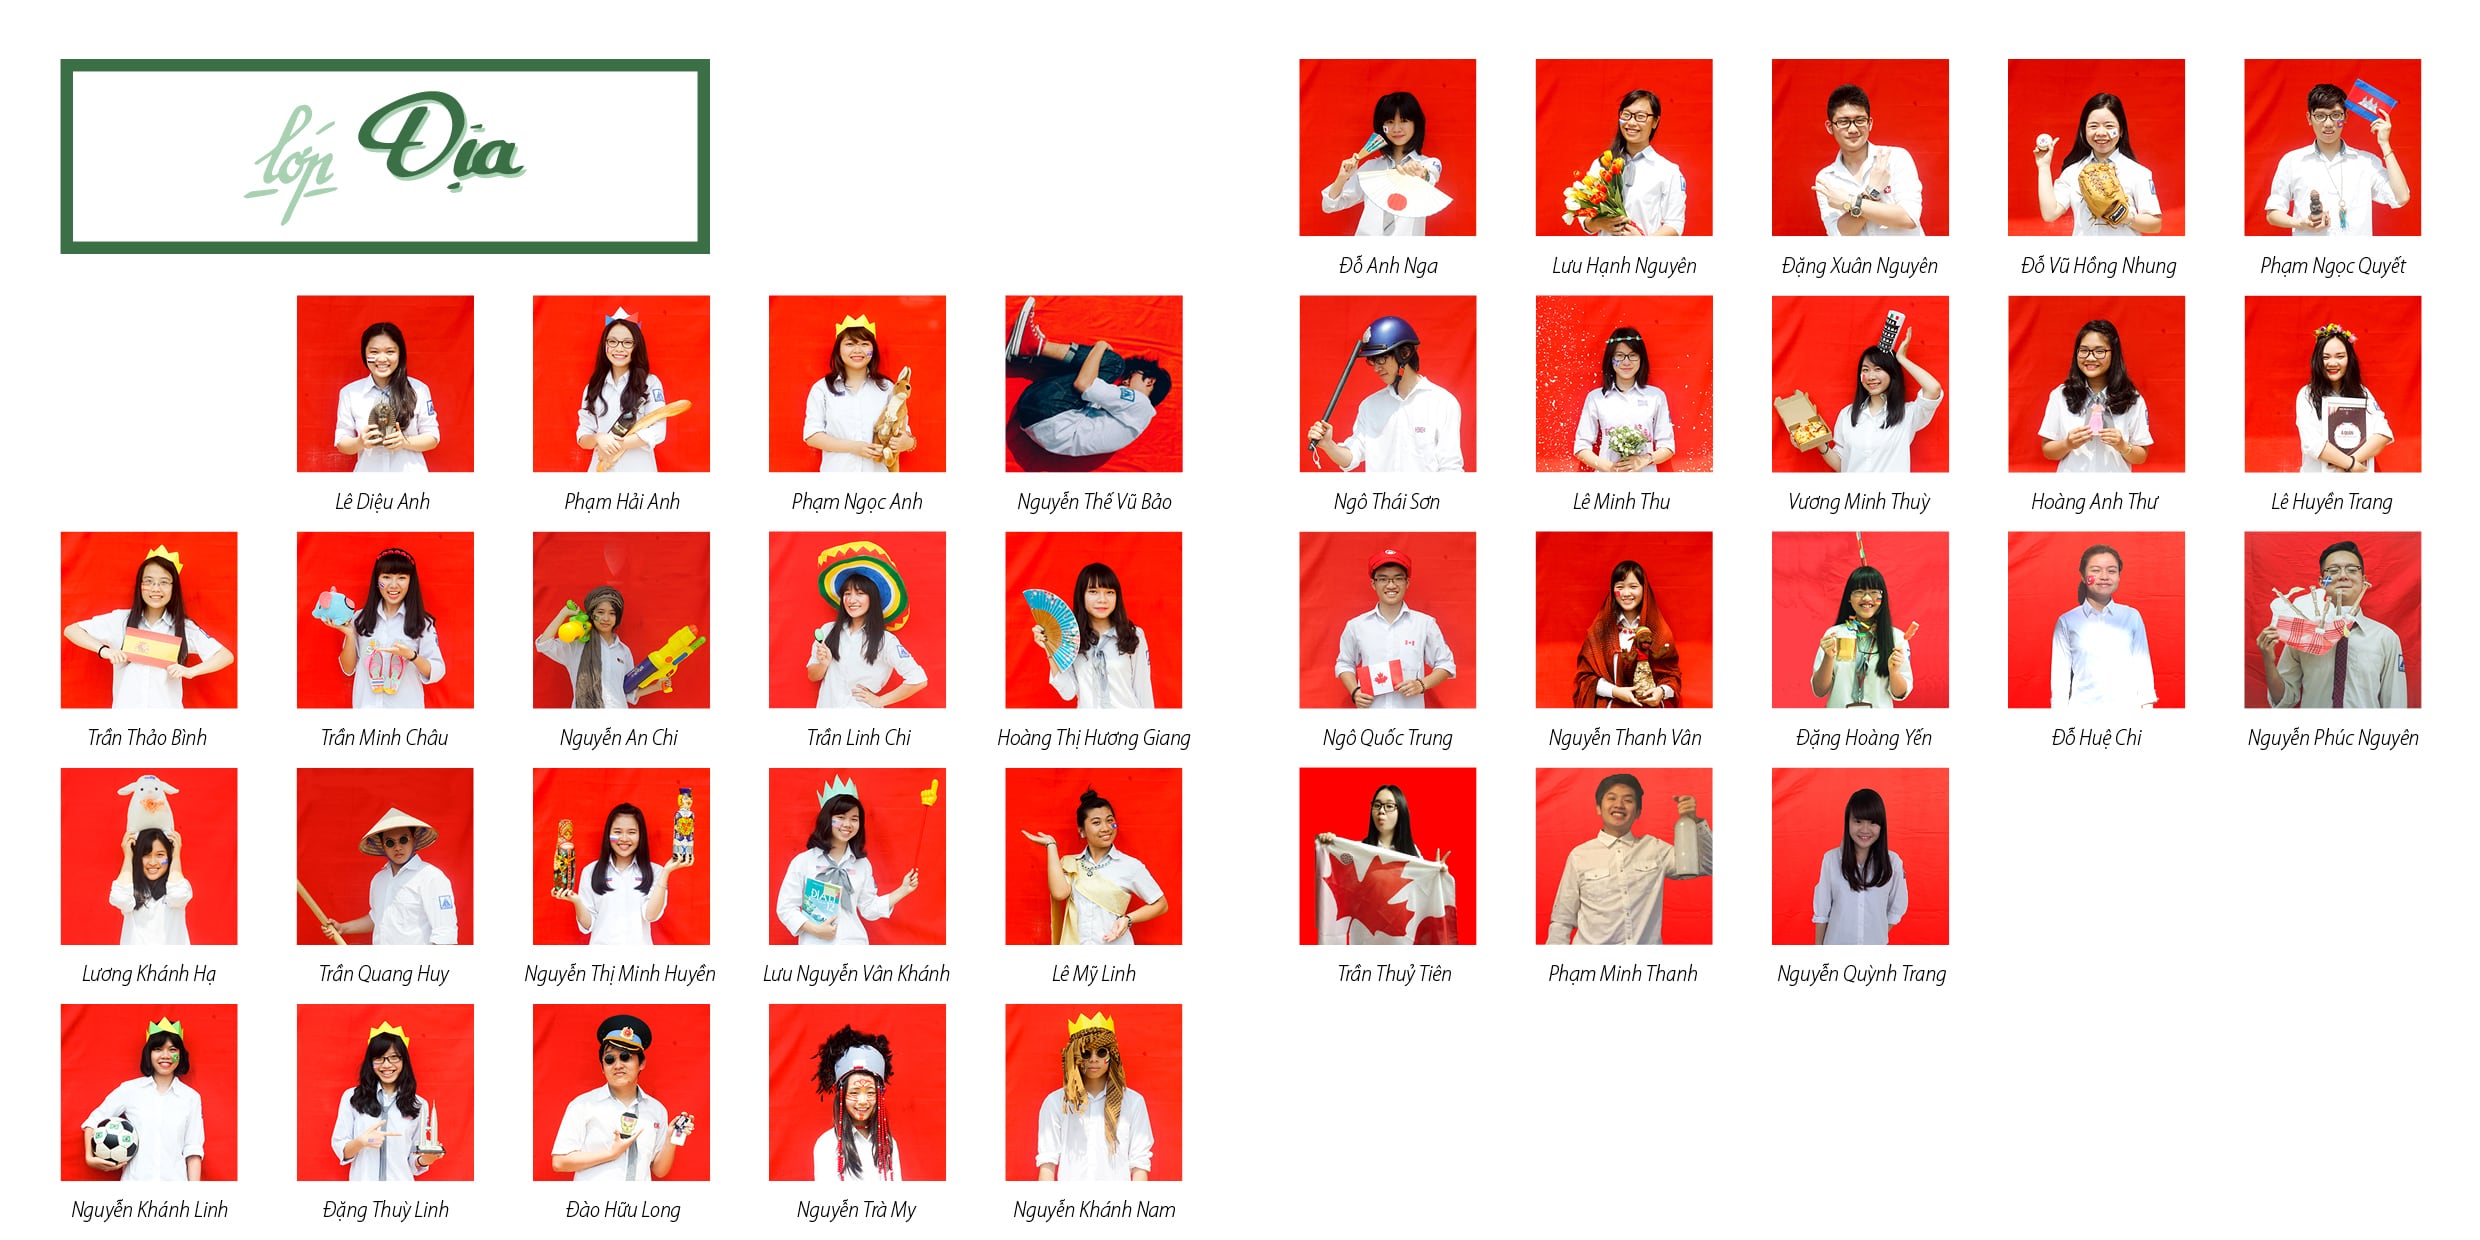 lớp Địa
Lê Diệu Anh
Phạm Hải Anh
Phạm Ngọc Anh
Nguyễn Thế Vũ Bảo
Trần Thảo Bình
Trần Minh Châu
Nguyễn An Chi
Trần Linh Chi
Hoàng Thị Hương Giang
Lương Khánh Hạ
Trần Quang Huy
Nguyễn Thị Minh Huyền
Lưu Nguyễn Vân Khánh
Lê Mỹ Linh
Nguyễn Khánh Linh
Đặng Thuỳ Linh
Đào Hữu Long
Nguyễn Trà My
Nguyễn Khánh Nam
Đỗ Anh Nga
Lưu Hạnh Nguyên
Đặng Xuân Nguyên
Đỗ Vũ Hồng Nhung
Phạm Ngọc Quyết
Ngô Thái Sơn
Lê Minh Thu
Vương Minh Thuỳ
Hoàng Anh Thư
Lê Huyền Trang
Ngô Quốc Trung
Nguyễn Thanh Vân
Đặng Hoàng Yến
Đỗ Huệ Chi
Nguyễn Phúc Nguyên
Trần Thuỷ Tiên
Phạm Minh Thanh
Nguyễn Quỳnh Trang